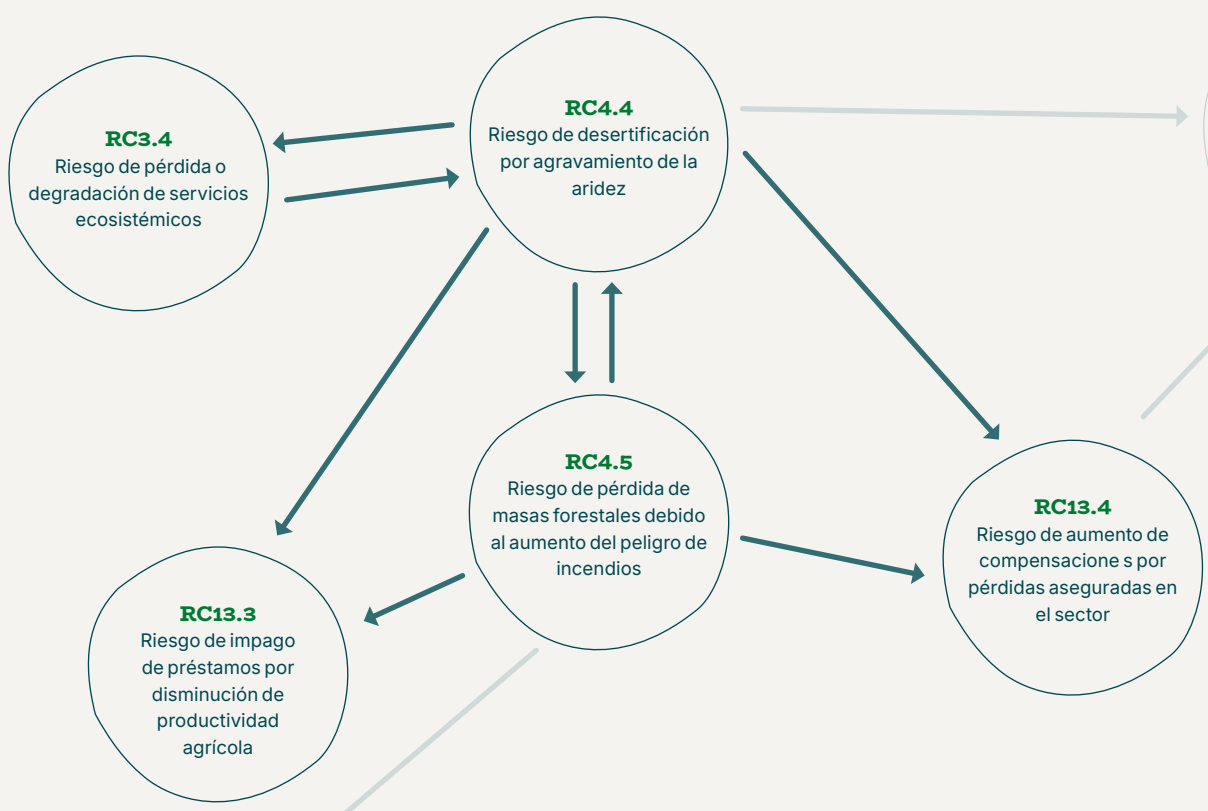 RC4.4
Riesgo de desertificación
por agravamiento de la
aridez
RC3.4
Riesgo de pérdida o
degradación de servicios
ecosistémicos
RC4.5
Riesgo de pérdida de
masas forestales debido
al aumento del peligro de
incendios
RC13.4
Riesgo de aumento de
compensacione s por
pérdidas aseguradas en
el sector
RC13.3
Riesgo de impago
de préstamos por
disminución de
productividad
agrícola